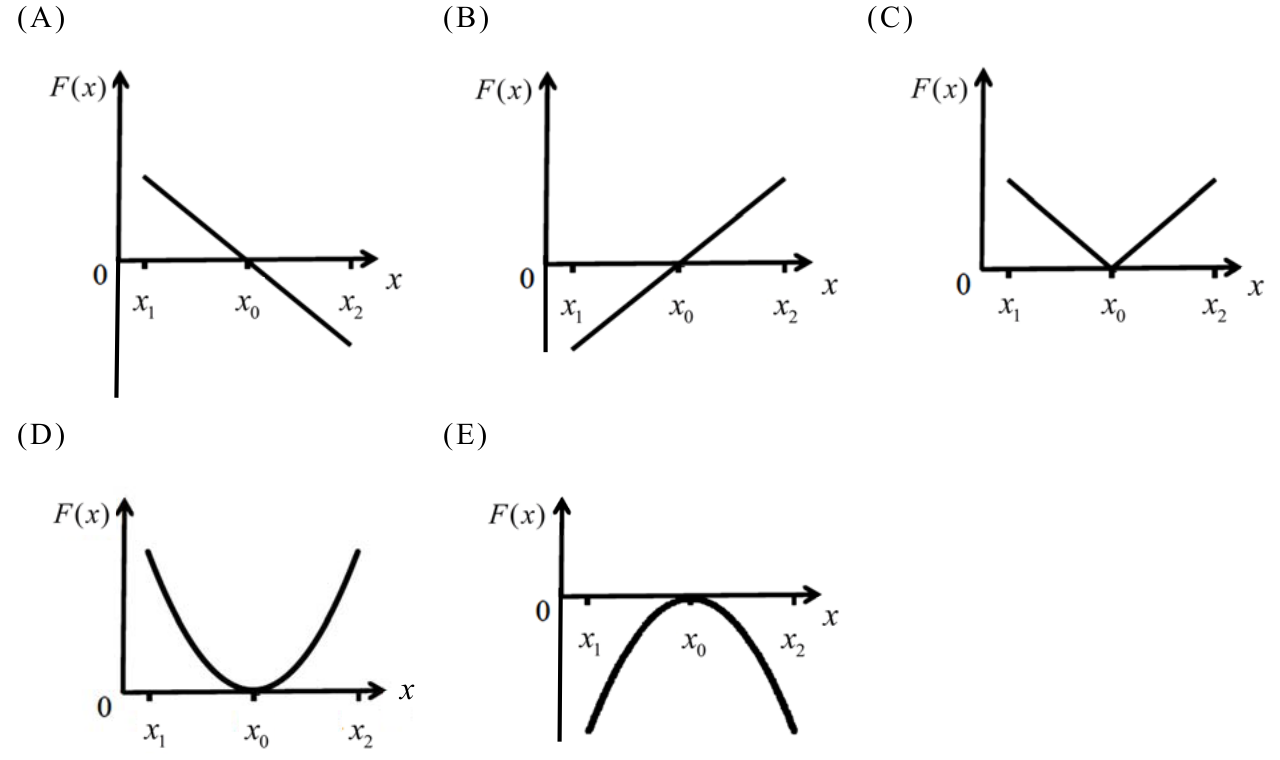 (A)
F(x)
0
x₁ x₀ x₂
x
(B)
F(x)
0
x₁ x₀ x₂
x
(C)
F(x)
0
x₁ x₀ x₂
x
(D)
F(x)
0
x₁ x₀ x₂
x
(E)
F(x)
0
x₁ x₀ x₂
x